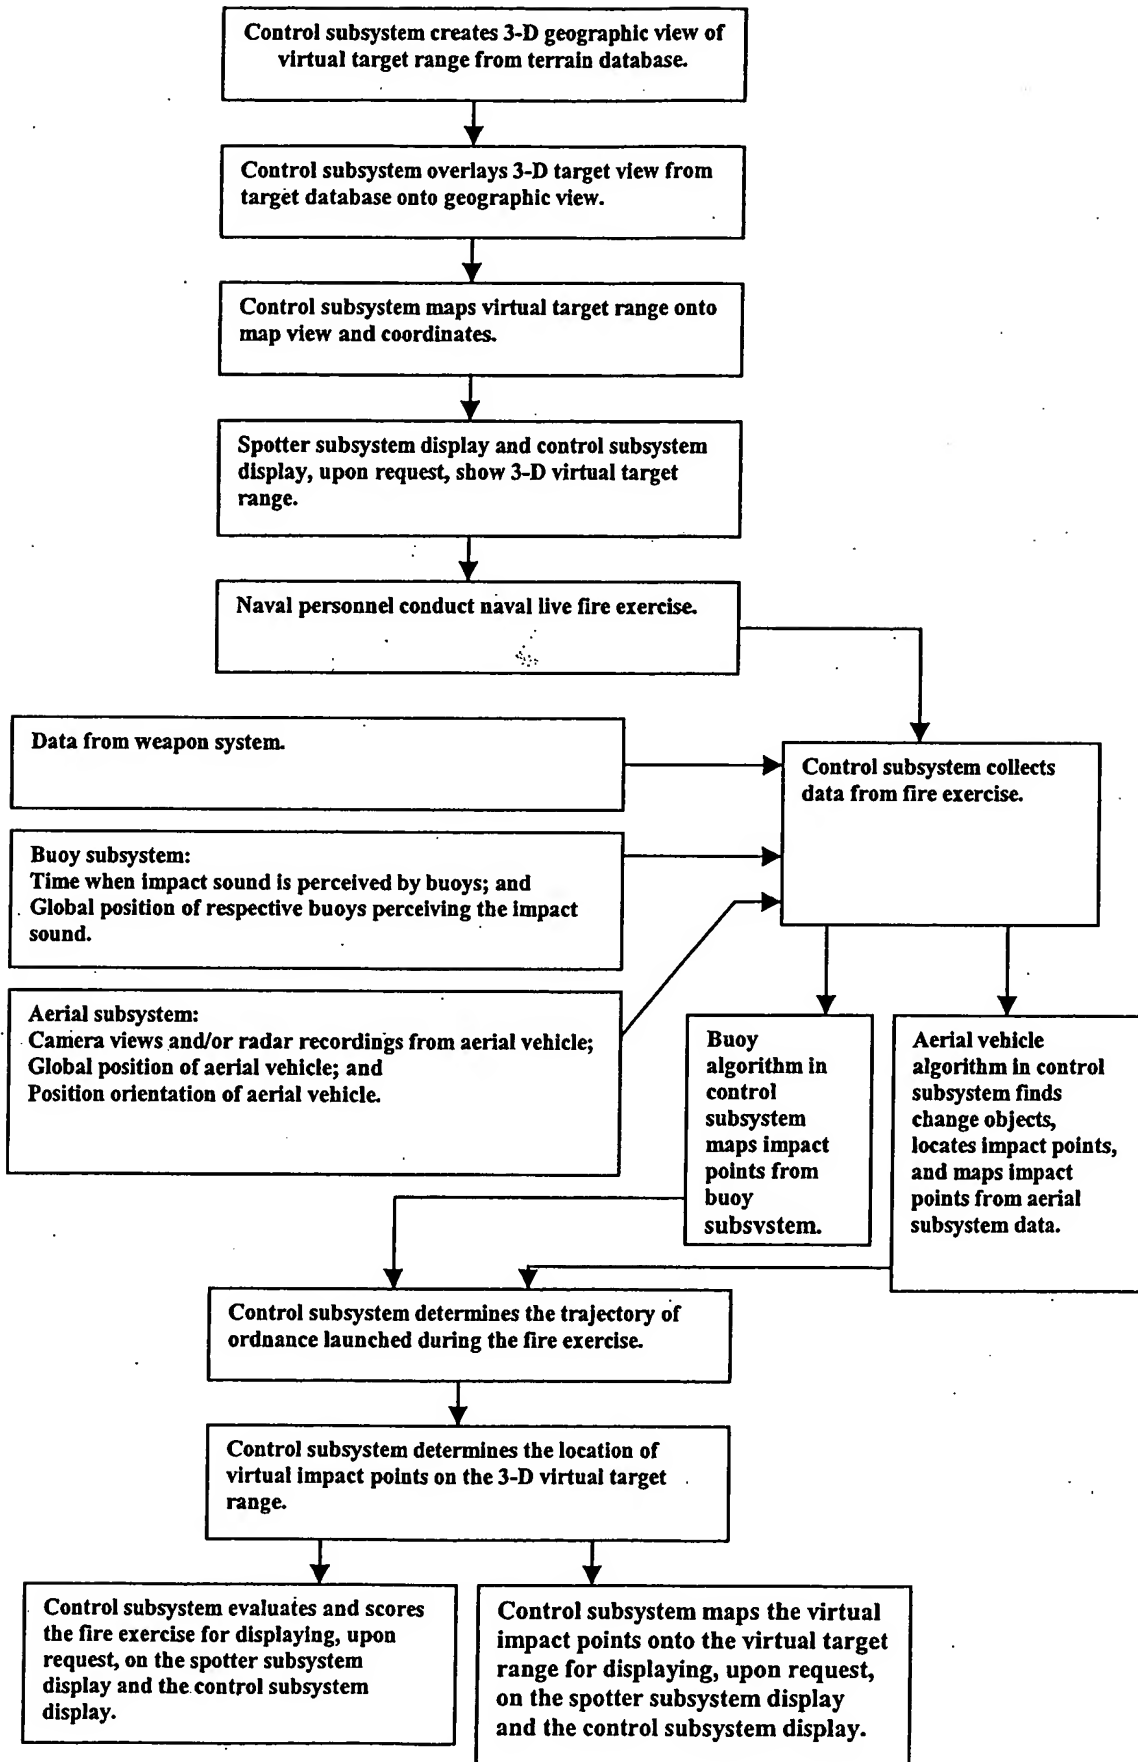 Control subsystem creates 3-D geographic view of
virtual target range from terrain database.
Control subsystem overlays 3-D target view from
target database onto geographic view.
Control subsystem maps virtual target range onto
map view and coordinates.
Spotter subsystem display and control subsystem
display, upon request, show 3-D virtual target
range.
Naval personnel conduct naval live fire exercise.
Data from weapon system.
Control subsystem collects
data from fire exercise.
Buoy subsystem:
Time when impact sound is perceived by buoys; and
Global position of respective buoys perceiving the impact
sound.
Aerial subsystem:
Camera views and/or radar recordings from aerial vehicle;
Global position of aerial vehicle; and
Position orientation of aerial vehicle.
Buoy
algorithm in
control
subsystem
maps impact
points from
buoy
subsystem.
Aerial vehicle
algorithm in control
subsystem finds
change objects,
locates impact points,
and maps impact
points from aerial
subsystem data.
Control subsystem determines the trajectory of
ordnance launched during the fire exercise.
Control subsystem determines the location of
virtual impact points on the 3-D virtual target
range.
Control subsystem evaluates and scores
the fire exercise for displaying, upon
request, on the spotter subsystem
display and the control subsystem
display.
Control subsystem maps the virtual
impact points onto the virtual target
range for displaying, upon request,
on the spotter subsystem display
and the control subsystem display.